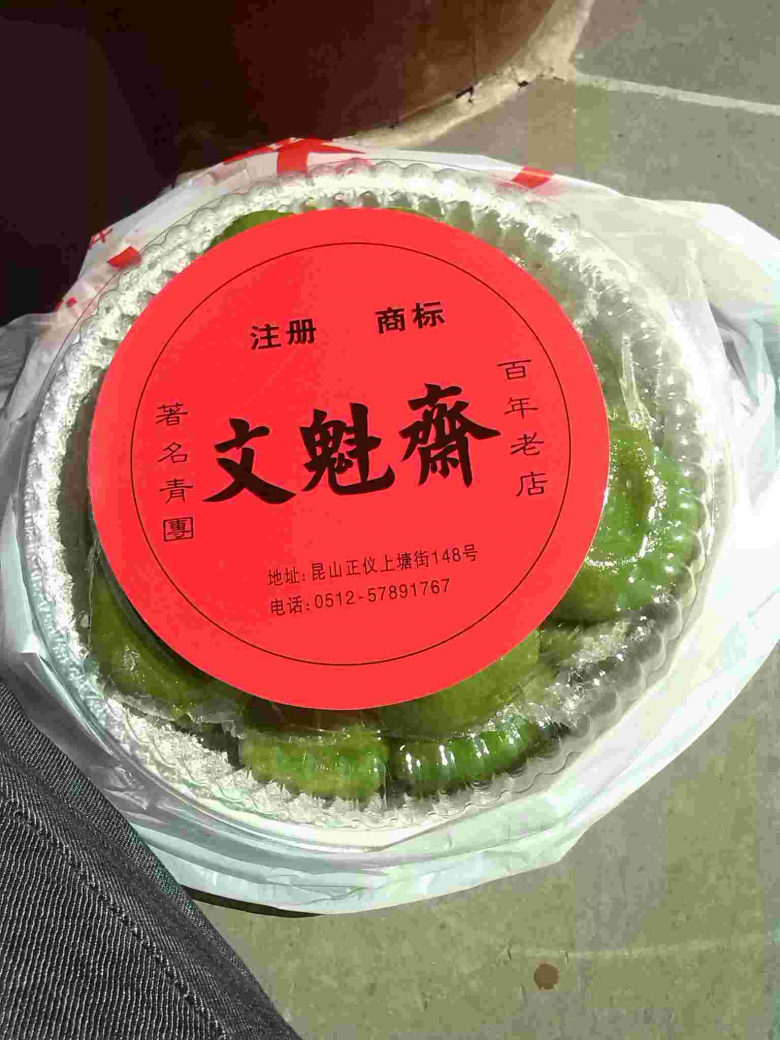 注册 商标
百年老店
文魁齋
著名青團
地址:昆山正仪上塘街148号
电话:0512-57891767